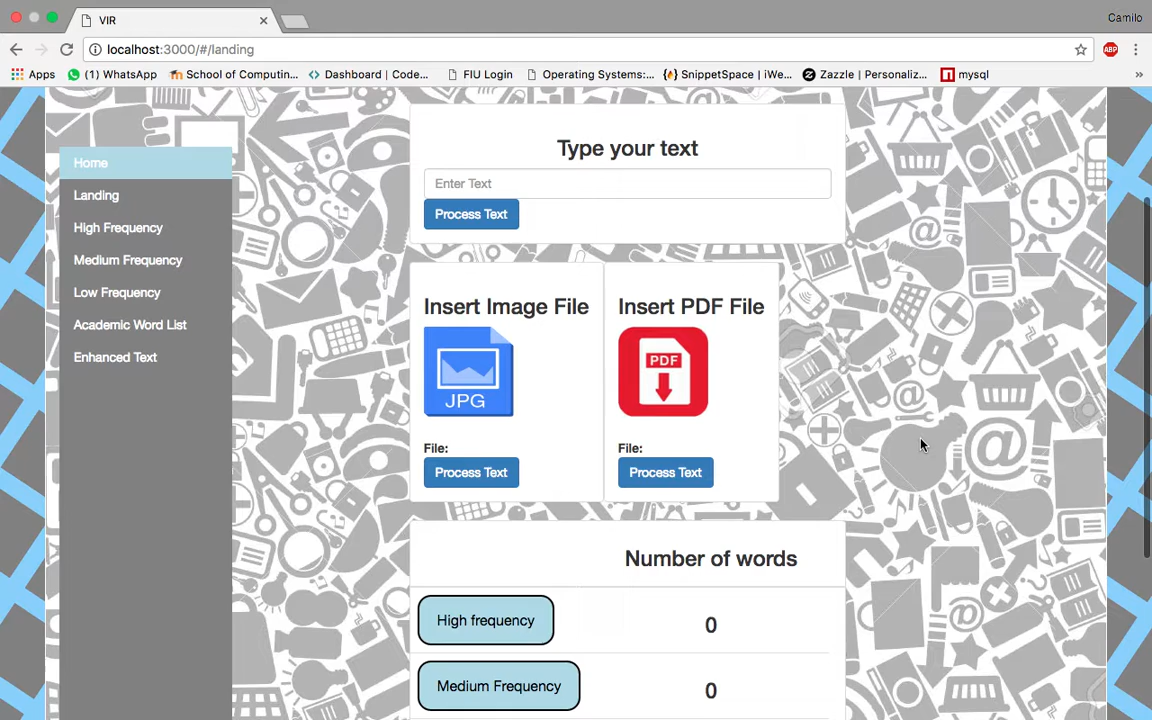 VIR
Camilo
localhost:3000/#/landing
ABP
Apps (1) WhatsApp School of Computin... Dashboard | Code... FIU Login Operating Systems:... SnippetSpace | iWe... Zazzle | Personaliz... mysql »
Home
Landing
High Frequency
Medium Frequency
Low Frequency
Academic Word List
Enhanced Text
Type your text
Enter Text
Process Text
Insert Image File
JPG
File:
Process Text
Insert PDF File
PDF
File:
Process Text
Number of words
High frequency 0
Medium Frequency 0